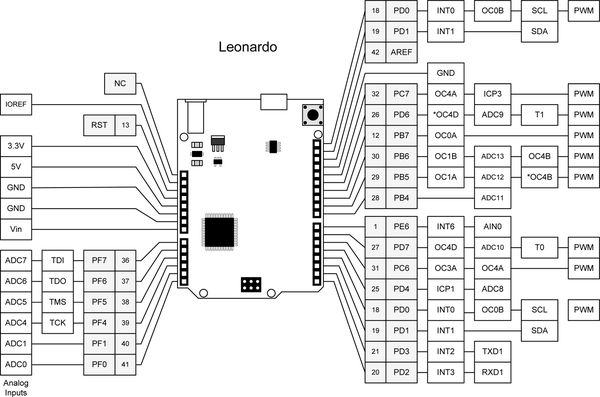 Leonardo
18 PD0 INT0 OC0B SCL PWM
19 PD1 INT1 SDA
42 AREF
GND
32 PC7 OC4A ICP3 PWM
26 PD6 *OC4D ADC9 T1 PWM
12 PB7 OC0A PWM
30 PB6 OC1B ADC13 OC4B PWM
29 PB5 OC1A ADC12 *OC4B PWM
28 PB4 ADC11
1 PE6 INT6 AIN0
27 PD7 OC4D ADC10 T0 PWM
31 PC6 OC3A OC4A PWM
25 PD4 ICP1 ADC8
18 PD0 INT0 OC0B SCL PWM
19 PD1 INT1 SDA
21 PD3 INT2 TXD1
20 PD2 INT3 RXD1
NC
IOREF
RST 13
3.3V
5V
GND
GND
Vin
ADC7 TDI PF7 36
ADC6 TDO PF6 37
ADC5 TMS PF5 38
ADC4 TCK PF4 39
ADC1 PF1 40
ADC0 PF0 41
Analog
Inputs